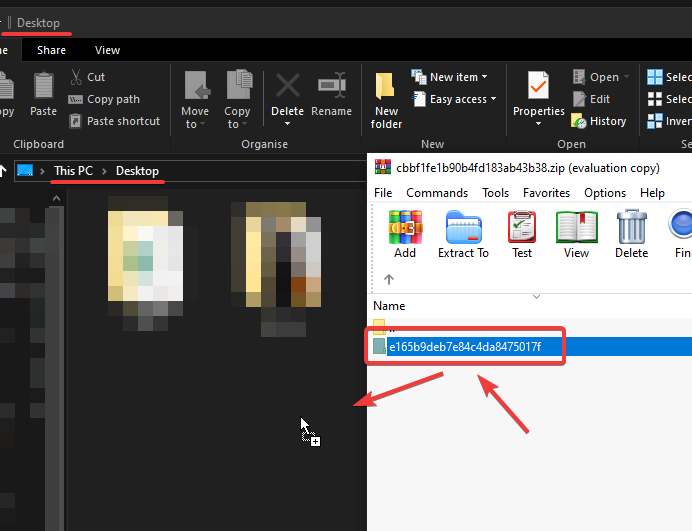 Desktop
me
Share
View
opy
Paste
Cut
Copy path
Paste shortcut
Clipboard
Move to
Copy to
Delete
Rename
Organise
New folder
New item
Easy access
New
Properties
Open
Edit
History
Open
Selec
Selec
Inver
Se
This PC > Desktop
cbbf1fe1b90b4fd183ab43b38.zip (evaluation copy)
File Commands Tools Favorites Options Help
Add
Extract To
Test
View
Delete
Fin
Name
..
e165b9deb7e84c4da8475017f